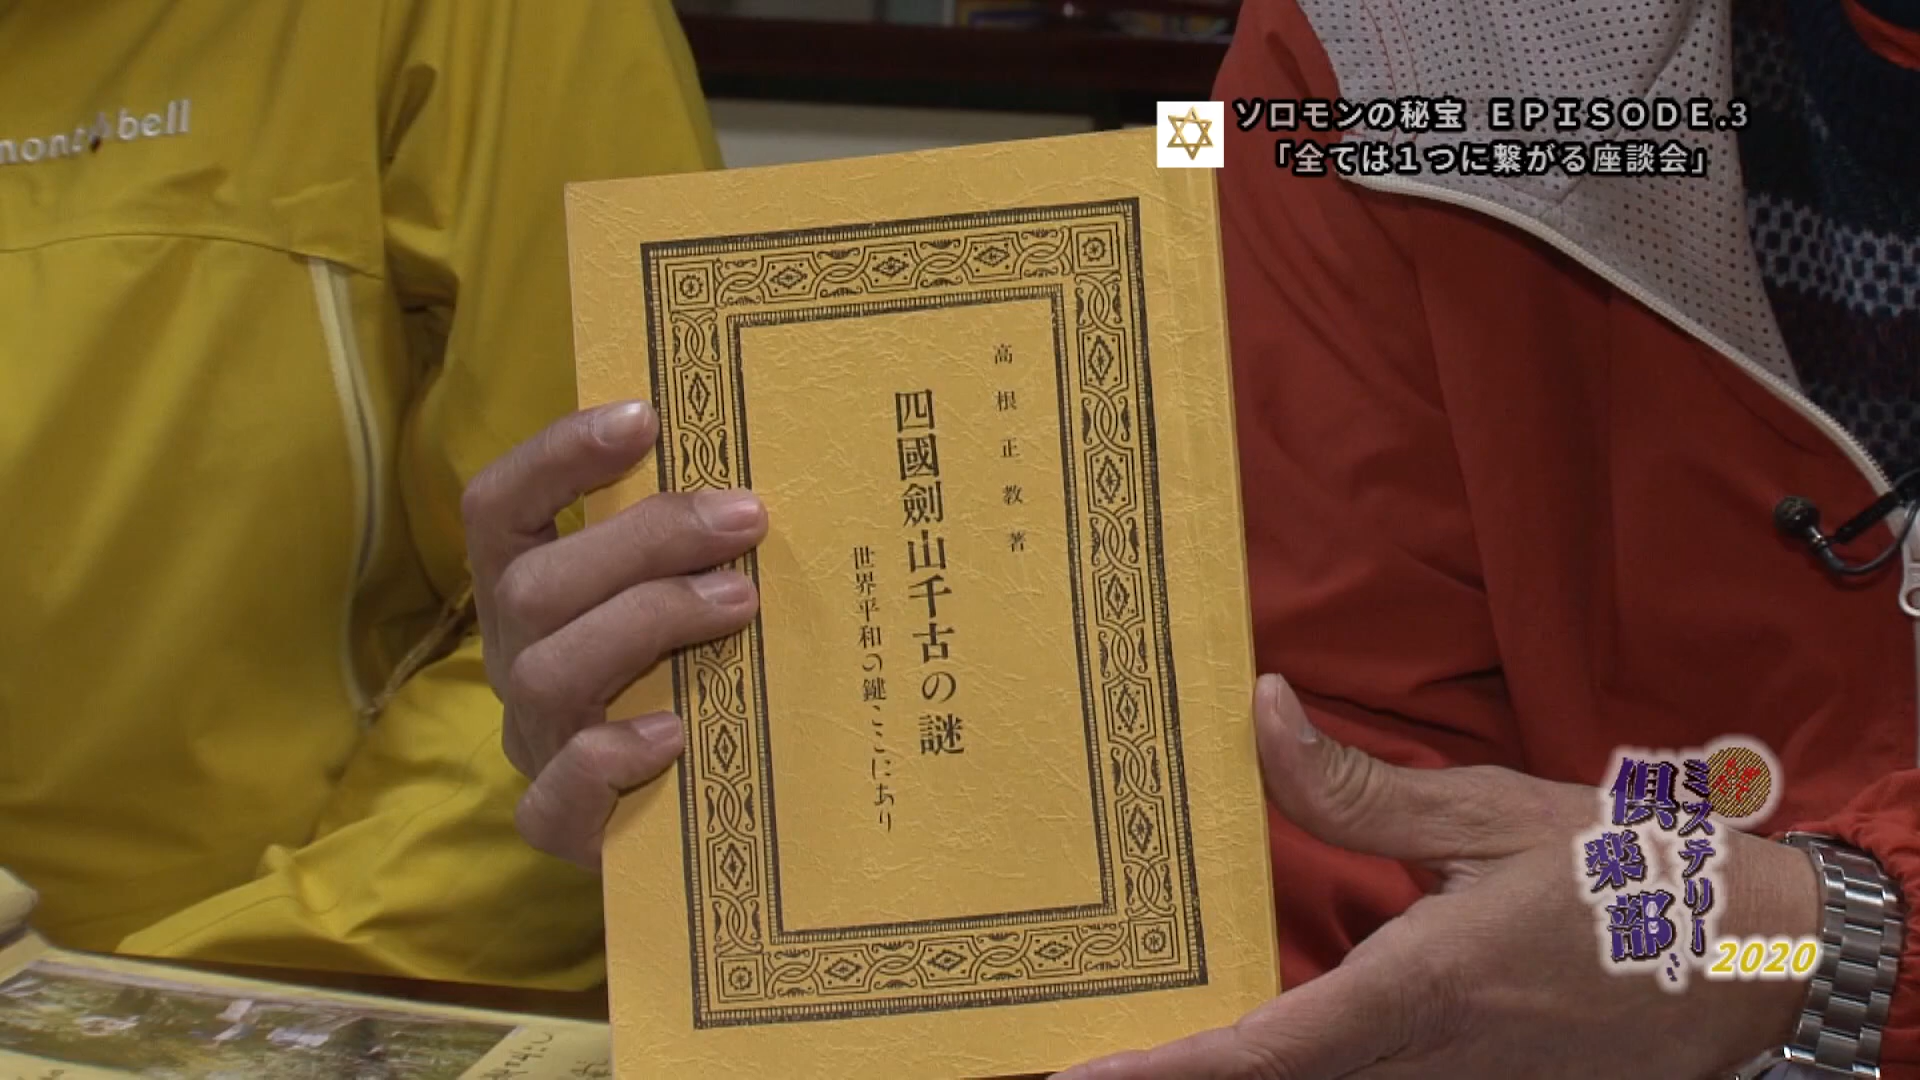 mont-bell
ソロモンの秘宝 EPISODE.3
「全ては1つに繋がる座談会」
高根正教著
四國劍山千古の謎
世界平和の鍵ここにあり
ミステリー
倶楽部
2020